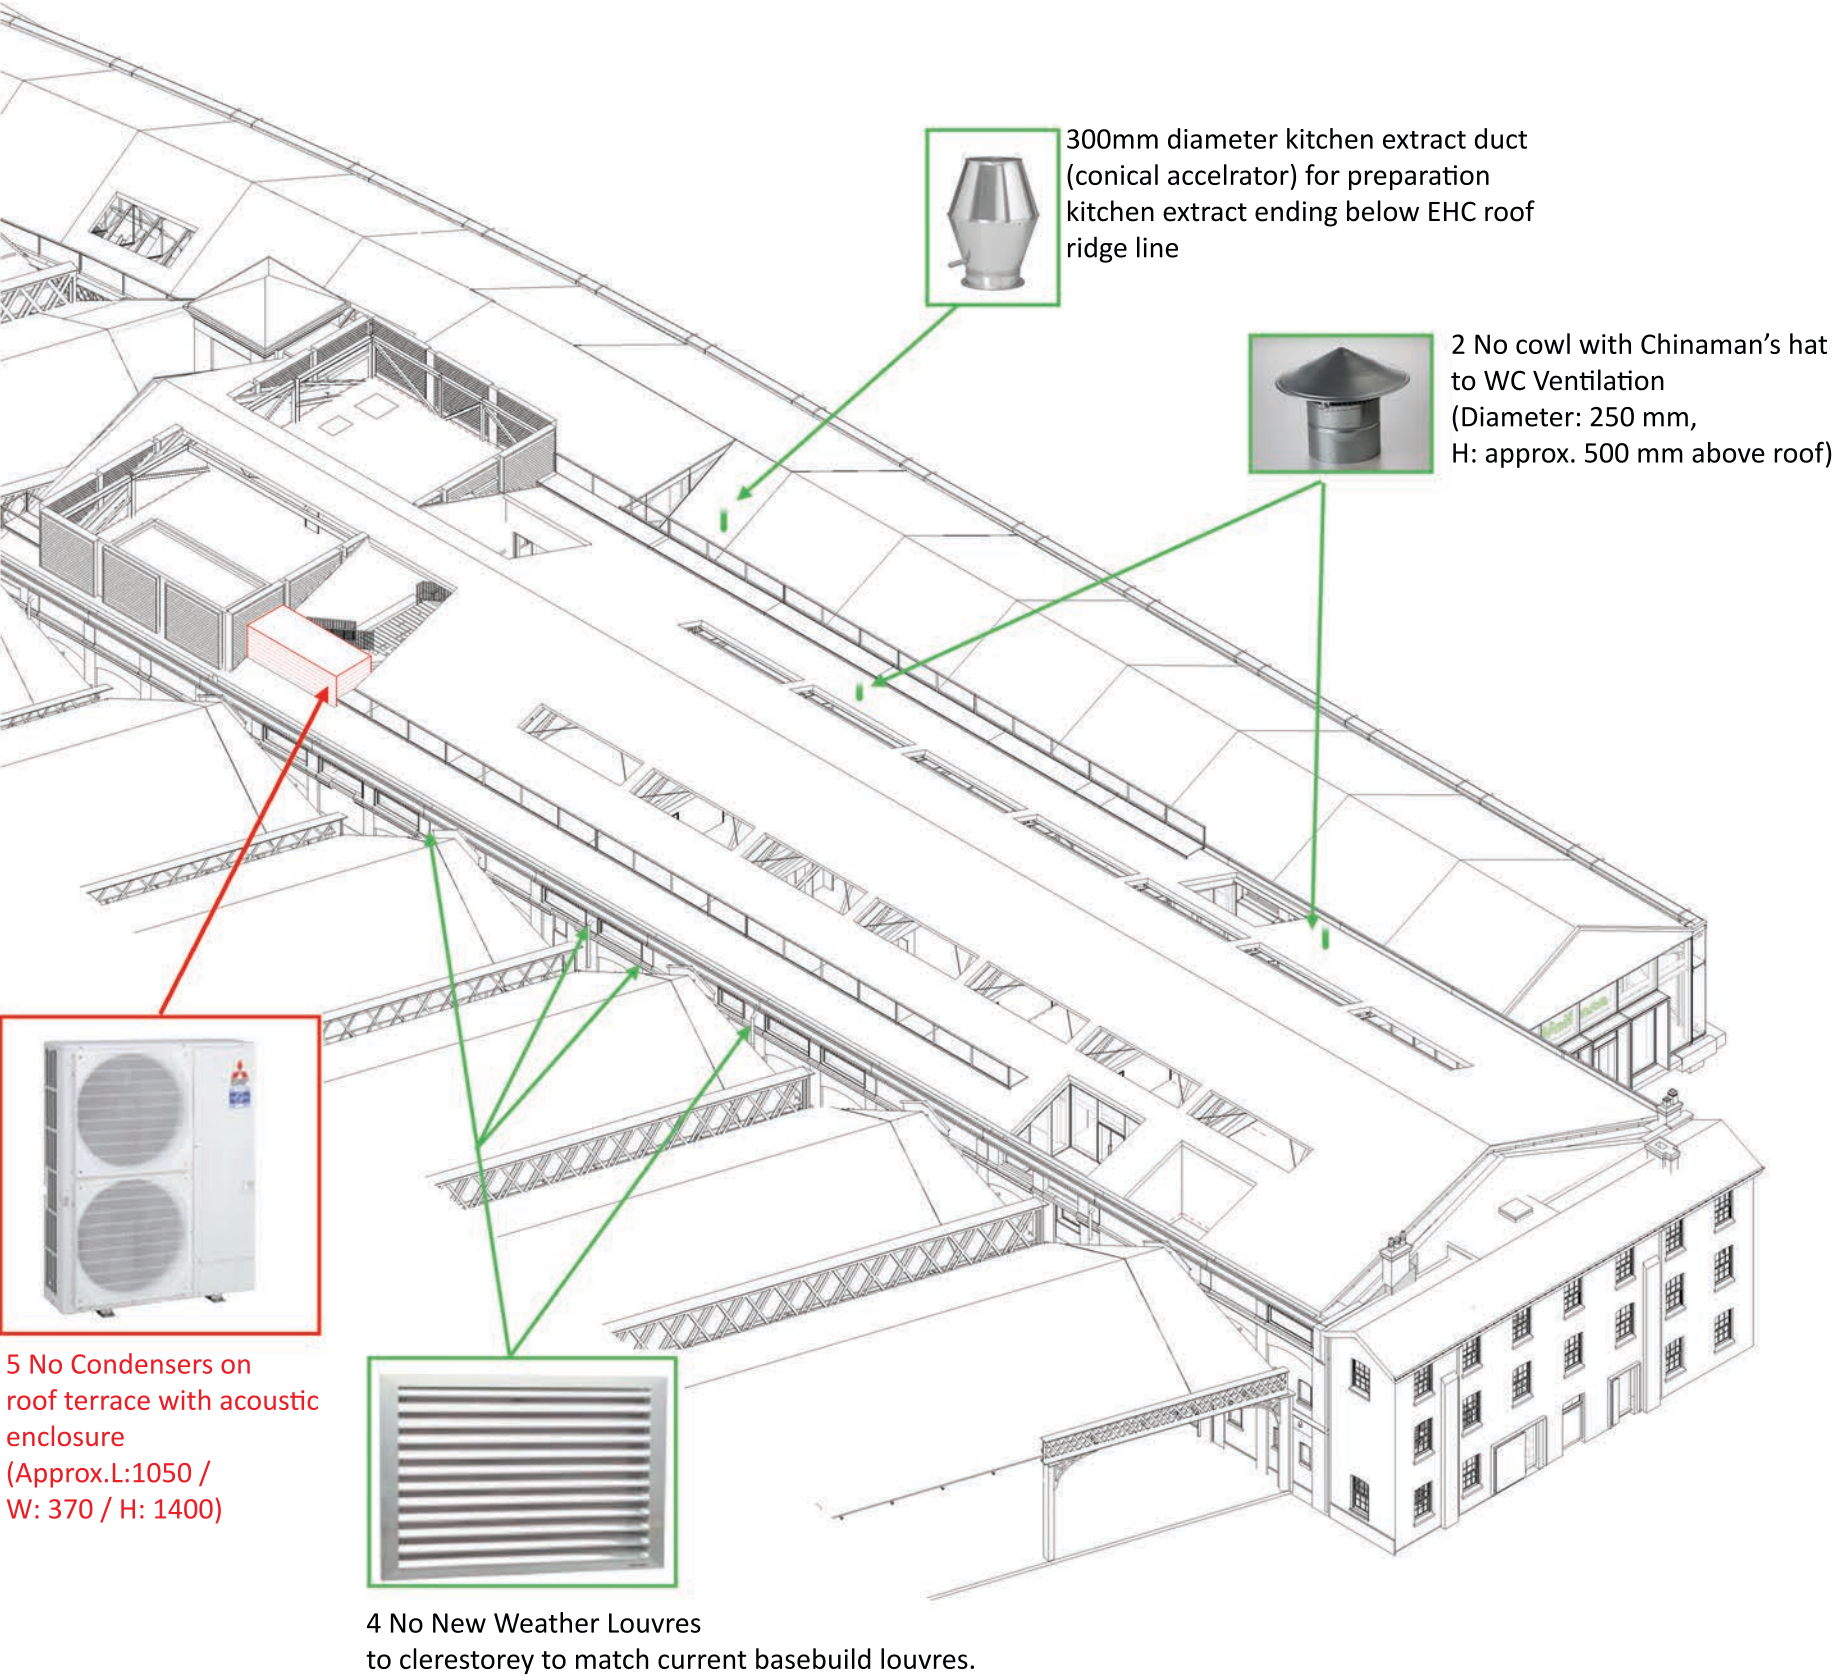 300mm diameter kitchen extract duct
(conical accelrator) for preparation
kitchen extract ending below EHC roof
ridge line
2 No cowl with Chinaman’s hat
to WC Ventilation
(Diameter: 250 mm,
H: approx. 500 mm above roof)
5 No Condensers on
roof terrace with acoustic
enclosure
(Approx.L:1050 /
W: 370 / H: 1400)
4 No New Weather Louvres
to clerestorey to match current basebuild louvres.